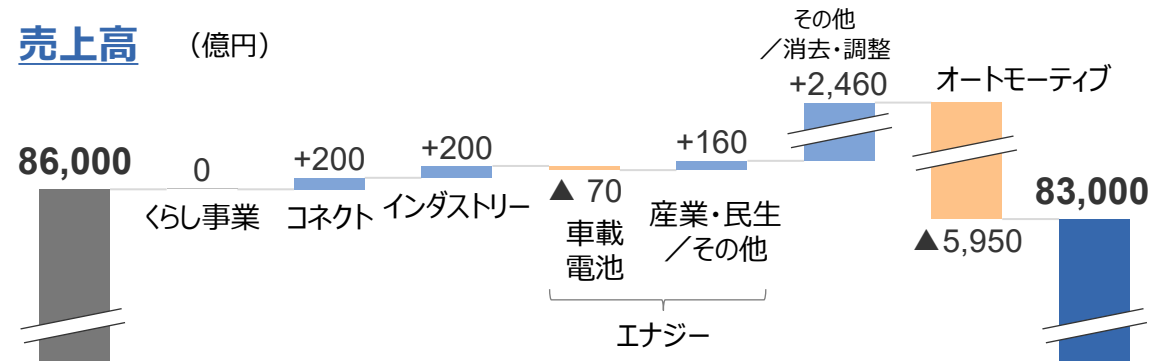 売上高 （億円）
86,000
0
くらし事業
+200
コネクト
+200
インダストリー
▲ 70
車載
電池
+160
産業・民生
／その他
エナジー
その他
／消去・調整
+2,460
オートモーティブ
▲5,950
83,000